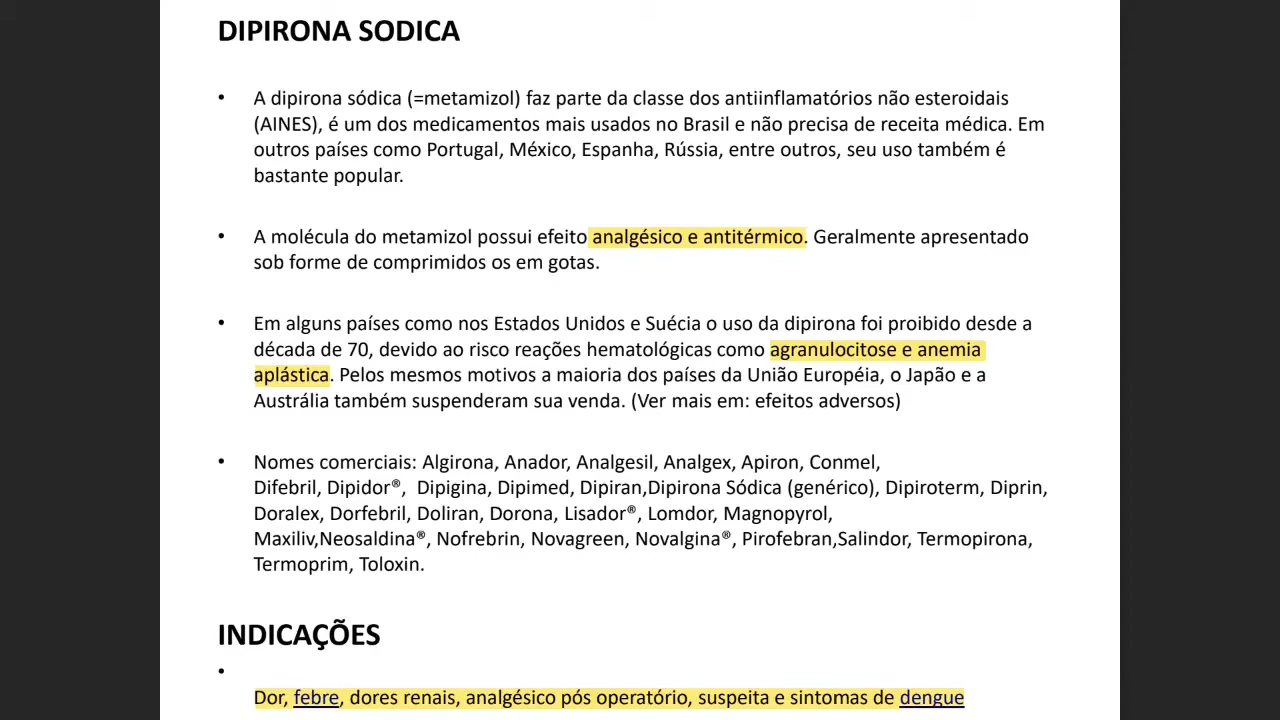 DIPIRONA SODICA
• A dipirona sódica (=metamizol) faz parte da classe dos antiinflamatórios não esteroidais
(AINES), é um dos medicamentos mais usados no Brasil e não precisa de receita médica. Em
outros países como Portugal, México, Espanha, Rússia, entre outros, seu uso também é
bastante popular.
• A molécula do metamizol possui efeito analgésico e antitérmico. Geralmente apresentado
sob forme de comprimidos os em gotas.
• Em alguns países como nos Estados Unidos e Suécia o uso da dipirona foi proibido desde a
década de 70, devido ao risco reações hematológicas como agranulocitose e anemia
aplástica. Pelos mesmos motivos a maioria dos países da União Européia, o Japão e a
Austrália também suspenderam sua venda. (Ver mais em: efeitos adversos)
• Nomes comerciais: Algirona, Anador, Analgesil, Analgex, Apiron, Conmel,
Difebril, Dipidor®, Dipigina, Dipimed, Dipiran,Dipirona Sódica (genérico), Dipiroterm, Diprin,
Doralex, Dorfebril, Doliran, Dorona, Lisador®, Lomdor, Magnopyrol,
Maxiliv,Neosaldina®, Nofrebrin, Novagreen, Novalgina®, Pirofebran,Salindor, Termopirona,
Termoprim, Toloxin.
INDICAÇÕES
•
Dor, febre, dores renais, analgésico pós operatório, suspeita e sintomas de dengue